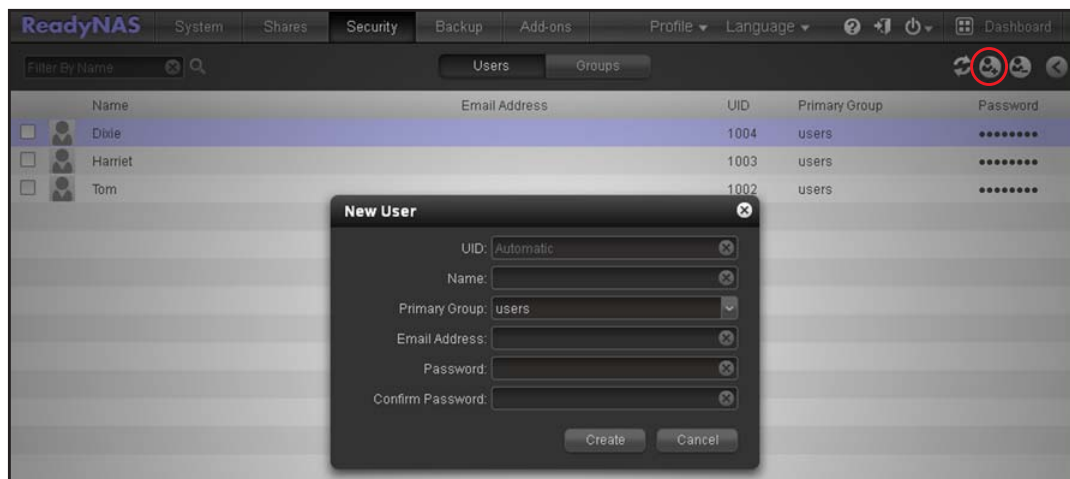 ReadyNAS System Shares Security Backup Add-ons Profile Language ? Dashboard
Filter By Name Users Groups
Name Email Address UID Primary Group Password
Dixie 1004 users ••••••••
Harriet 1003 users ••••••••
Tom 1002 users ••••••••
New User
UID: Automatic
Name:
Primary Group: users
Email Address:
Password:
Confirm Password:
Create Cancel